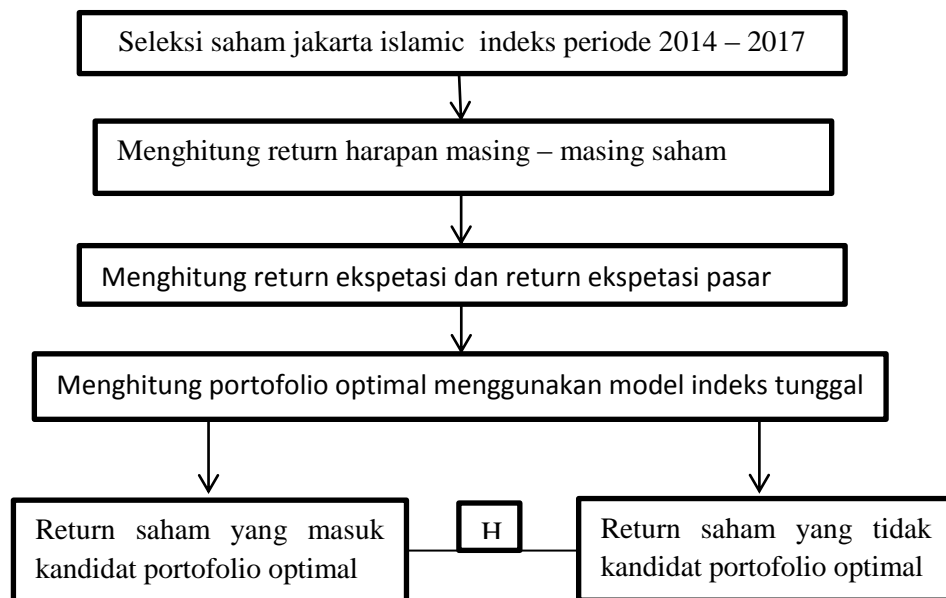 Seleksi saham jakarta islamic indeks periode 2014 – 2017
Menghitung return harapan masing – masing saham
Menghitung return ekspetasi dan return ekspetasi pasar
Menghitung portofolio optimal menggunakan model indeks tunggal
Return saham yang masuk
kandidat portofolio optimal
H
Return saham yang tidak
kandidat portofolio optimal